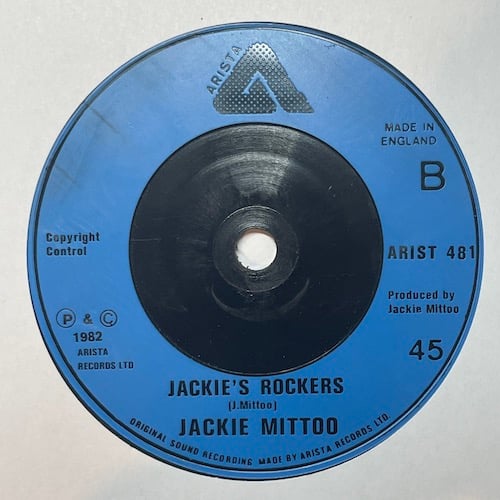 ARISTA
MADE IN
ENGLAND
B
Copyright
Control
ARIST 481
Produced by
Jackie Mittoo
P & C
1982
ARISTA
RECORDS LTD
45
JACKIE'S ROCKERS
(J.Mittoo)
JACKIE MITTOO
ORIGINAL SOUND RECORDING MADE BY ARISTA RECORDS LTD.